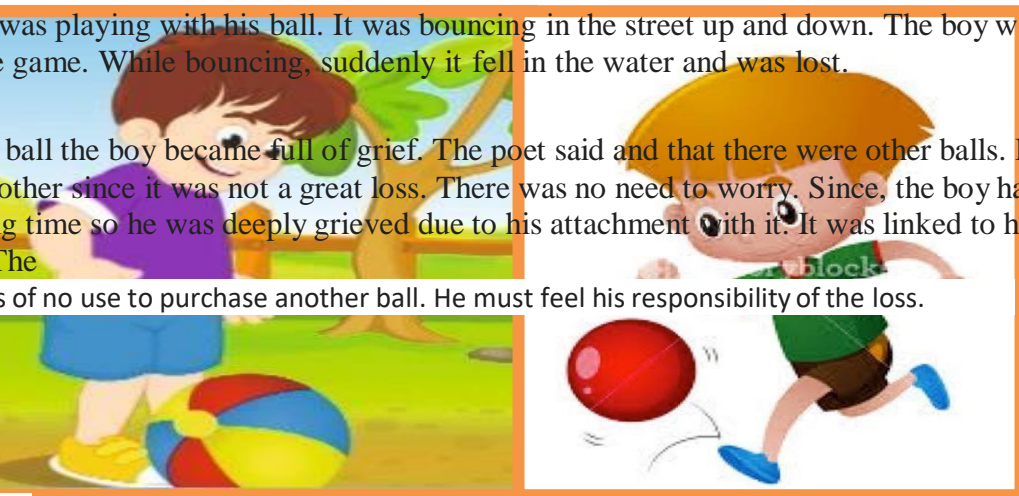 was playing with his ball. It was bouncing in the street up and down. The boy w
e game. While bouncing, suddenly it fell in the water and was lost.
ball the boy became full of grief. The poet said and that there were other balls.
other since it was not a great loss. There was no need to worry. Since, the boy ha
g time so he was deeply grieved due to his attachment with it. It was linked to h
The
s of no use to purchase another ball. He must feel his responsibility of the loss.